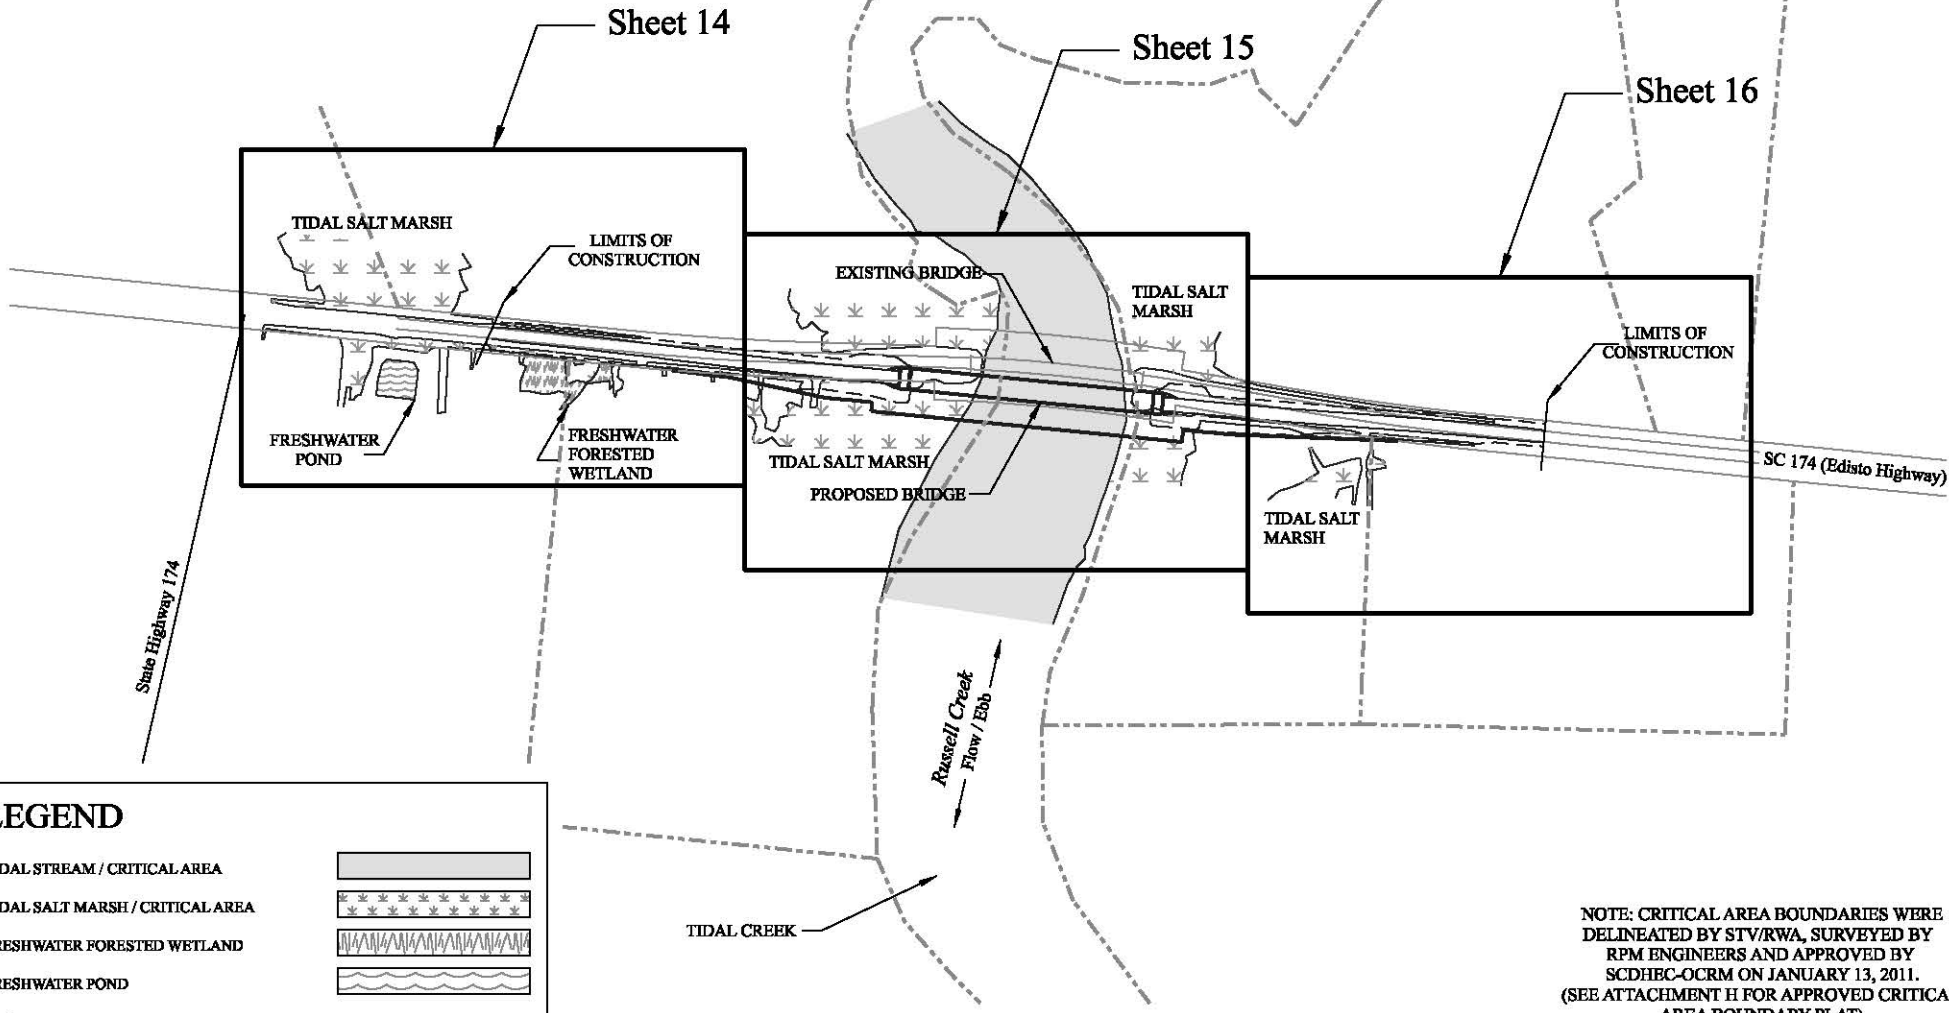 Sheet 14
Sheet 15
Sheet 16
TIDAL SALT MARSH
LIMITS OF
CONSTRUCTION
EXISTING BRIDGE
TIDAL SALT
MARSH
LIMITS OF
CONSTRUCTION
FRESHWATER
POND
FRESHWATER
FORESTED
WETLAND
TIDAL SALT MARSH
PROPOSED BRIDGE
SC 174 (Edisto Highway)
TIDAL SALT
MARSH
State Highway 174
Russell Creek
Flow / Ebb
TIDAL CREEK
LEGEND
DAL STREAM / CRITICAL AREA
DAL SALT MARSH / CRITICAL AREA
RESHWATER FORESTED WETLAND
RESHWATER POND
NOTE: CRITICAL AREA BOUNDARIES WERE
DELINEATED BY STV/RWA, SURVEYED BY
RPM ENGINEERS AND APPROVED BY
SCDHEC-OCRM ON JANUARY 13, 2011.
(SEE ATTACHMENT H FOR APPROVED CRITICA
AREA BOUNDARY PLAT)